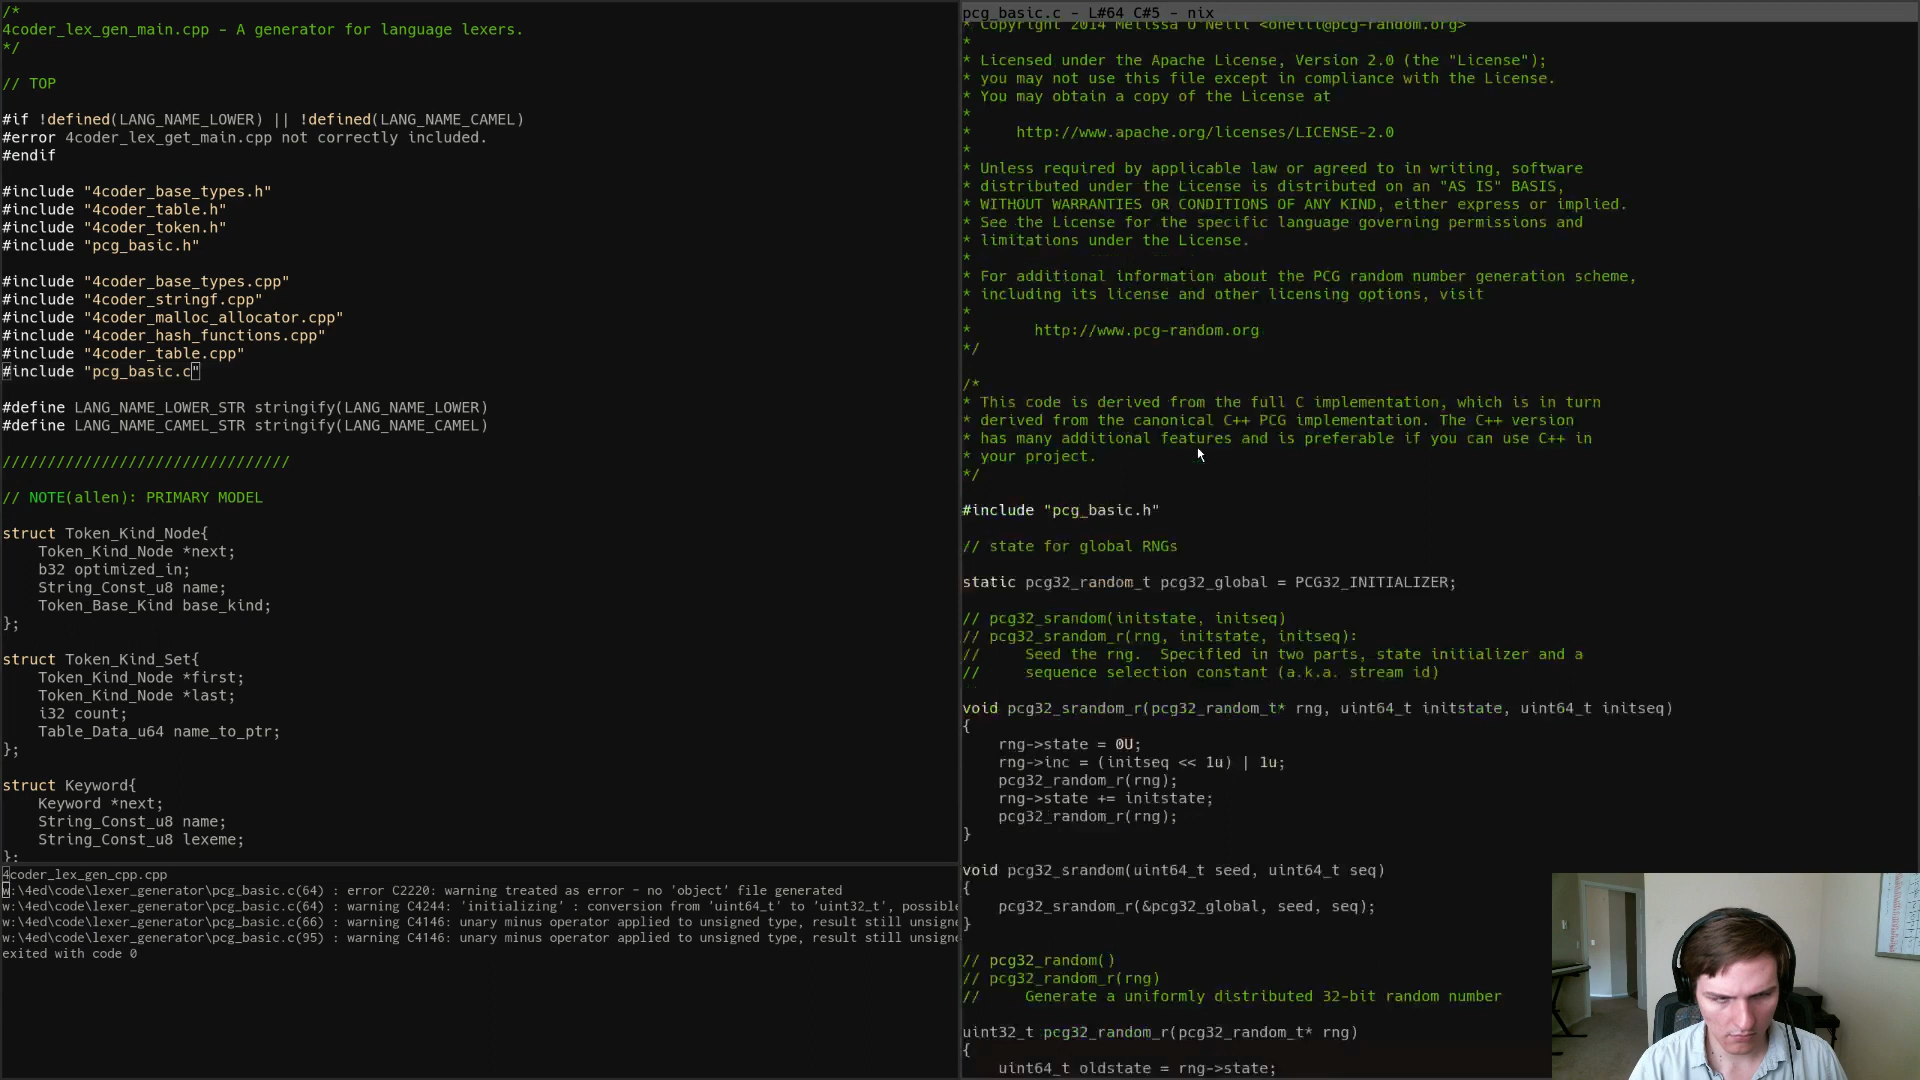 /*
4coder_lex_gen_main.cpp - A generator for language lexers.
*/
// TOP
#if !defined(LANG_NAME_LOWER) || !defined(LANG_NAME_CAMEL)
#error 4coder_lex_get_main.cpp not correctly included.
#endif
#include "4coder_base_types.h"
#include "4coder_table.h"
#include "4coder_token.h"
#include "pcg_basic.h"
#include "4coder_base_types.cpp"
#include "4coder_stringf.cpp"
#include "4coder_malloc_allocator.cpp"
#include "4coder_hash_functions.cpp"
#include "4coder_table.cpp"
#include "pcg_basic.c"
#define LANG_NAME_LOWER_STR stringify(LANG_NAME_LOWER)
#define LANG_NAME_CAMEL_STR stringify(LANG_NAME_CAMEL)
////////////////////////////////
// NOTE(allen): PRIMARY MODEL
struct Token_Kind_Node{
Token_Kind_Node *next;
b32 optimized_in;
String_Const_u8 name;
Token_Base_Kind base_kind;
};
struct Token_Kind_Set{
Token_Kind_Node *first;
Token_Kind_Node *last;
i32 count;
Table_Data_u64 name_to_ptr;
};
struct Keyword{
Keyword *next;
String_Const_u8 name;
String_Const_u8 lexeme;
};
4coder_lex_gen_cpp.cpp
w:\4ed\code\lexer_generator\pcg_basic.c(64) : error C2220: warning treated as error - no 'object' file generated
w:\4ed\code\lexer_generator\pcg_basic.c(64) : warning C4244: 'initializing' : conversion from 'uint64_t' to 'uint32_t', possible
w:\4ed\code\lexer_generator\pcg_basic.c(66) : warning C4146: unary minus operator applied to unsigned type, result still unsigne
w:\4ed\code\lexer_generator\pcg_basic.c(95) : warning C4146: unary minus operator applied to unsigned type, result still unsigne
exited with code 0
pcg_basic.c - L#64 C#5 - nix
* Copyright 2014 Melissa O'Neill <oneill@pcg-random.org>
*
* Licensed under the Apache License, Version 2.0 (the "License");
* you may not use this file except in compliance with the License.
* You may obtain a copy of the License at
*
* http://www.apache.org/licenses/LICENSE-2.0
*
* Unless required by applicable law or agreed to in writing, software
* distributed under the License is distributed on an "AS IS" BASIS,
* WITHOUT WARRANTIES OR CONDITIONS OF ANY KIND, either express or implied.
* See the License for the specific language governing permissions and
* limitations under the License.
*
* For additional information about the PCG random number generation scheme,
* including its license and other licensing options, visit
*
* http://www.pcg-random.org
*/
/*
* This code is derived from the full C implementation, which is in turn
* derived from the canonical C++ PCG implementation. The C++ version
* has many additional features and is preferable if you can use C++ in
* your project.
*/
#include "pcg_basic.h"
// state for global RNGs
static pcg32_random_t pcg32_global = PCG32_INITIALIZER;
// pcg32_srandom(initstate, initseq)
// pcg32_srandom_r(rng, initstate, initseq):
// Seed the rng. Specified in two parts, state initializer and a
// sequence selection constant (a.k.a. stream id)
void pcg32_srandom_r(pcg32_random_t* rng, uint64_t initstate, uint64_t initseq)
{
rng->state = 0U;
rng->inc = (initseq << 1u) | 1u;
pcg32_random_r(rng);
rng->state += initstate;
pcg32_random_r(rng);
}
void pcg32_srandom(uint64_t seed, uint64_t seq)
{
pcg32_srandom_r(&pcg32_global, seed, seq);
}
// pcg32_random()
// pcg32_random_r(rng)
// Generate a uniformly distributed 32-bit random number
uint32_t pcg32_random_r(pcg32_random_t* rng)
{
uint64_t oldstate = rng->state;